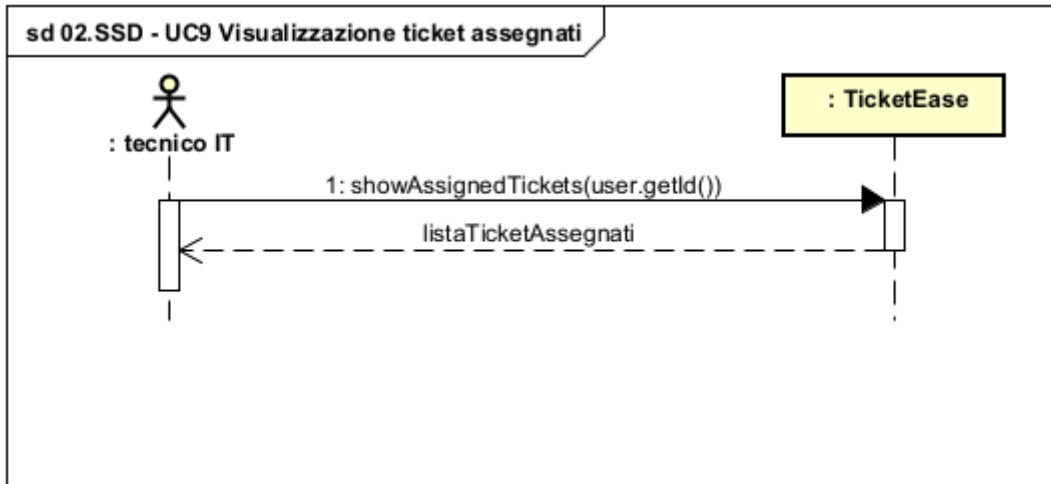 sd 02.SSD - UC9 Visualizzazione ticket assegnati
: tecnico IT
: TicketEase
1: showAssignedTickets(user.getId())
listaTicketAssegnati